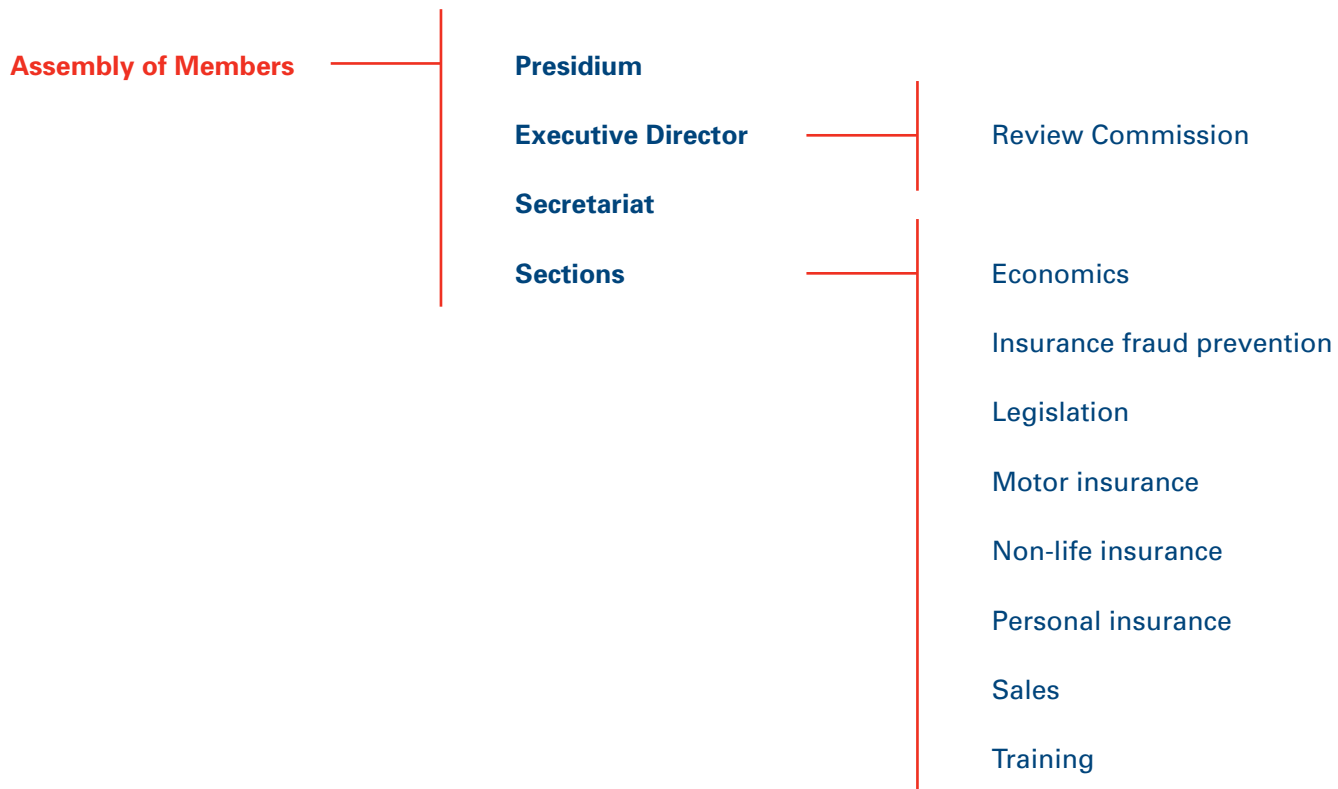 Assembly of Members
Presidium
Executive Director
Review Commission
Secretariat
Sections
Economics
Insurance fraud prevention
Legislation
Motor insurance
Non-life insurance
Personal insurance
Sales
Training